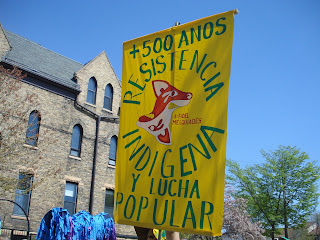 +500 AÑOS
RESISTENCIA
INDIGENA
Y LUCHA
POPULAR